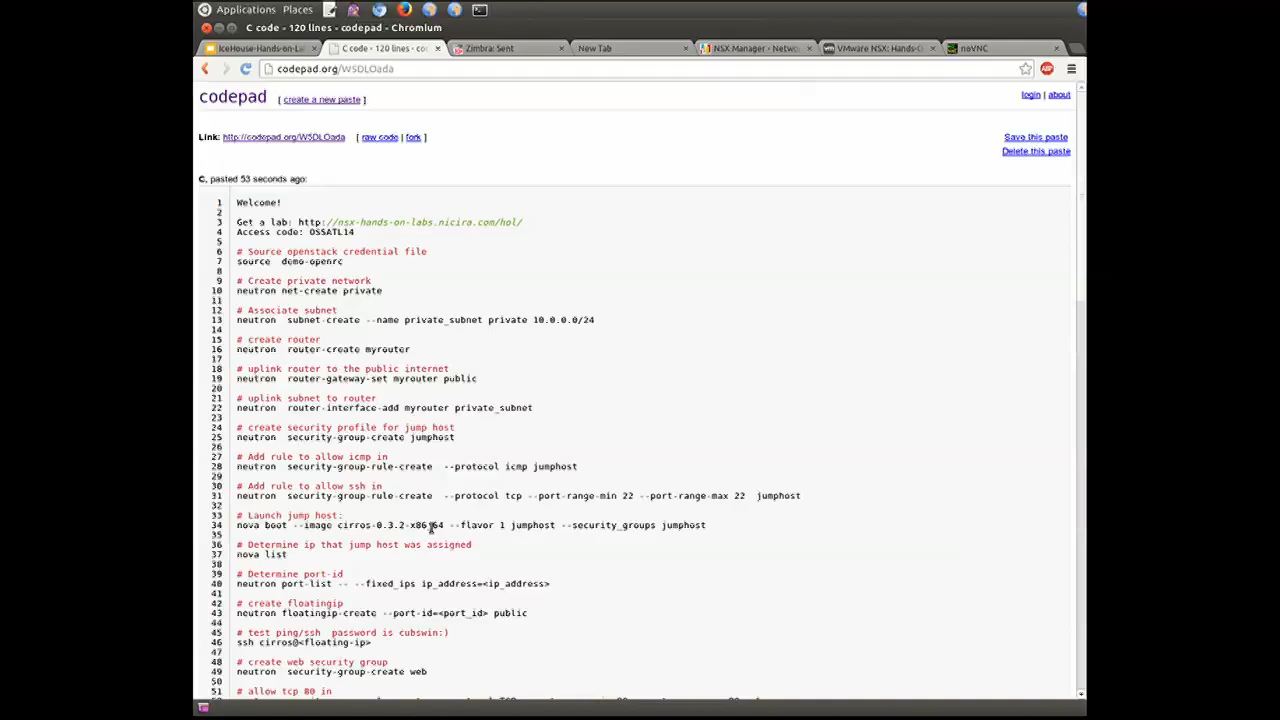 Applications Places
C code - 120 lines - codepad - Chromium
IceHouse-Hands-on-La
C code - 120 lines - co
Zimbra: Sent
New Tab
NSX Manager - Netwo
VMware NSX: Hands-O
noVNC
codepad.org/W5DLOada
codepad [ create a new paste ]
login | about
Link: http://codepad.org/W5DLOada [ raw code | fork ]
Save this paste
Delete this paste
C, pasted 53 seconds ago:
1 Welcome!
2
3 Get a lab: http://nsx-hands-on-labs.nicira.com/hol/
4 Access code: OSSATL14
5
6 # Source openstack credential file
7 source demo-openrc
8
9 # Create private network
10 neutron net-create private
11
12 # Associate subnet
13 neutron subnet-create --name private_subnet private 10.0.0.0/24
14
15 # create router
16 neutron router-create myrouter
17
18 # uplink router to the public internet
19 neutron router-gateway-set myrouter public
20
21 # uplink subnet to router
22 neutron router-interface-add myrouter private_subnet
23
24 # create security profile for jump host
25 neutron security-group-create jumphost
26
27 # Add rule to allow icmp in
28 neutron security-group-rule-create --protocol icmp jumphost
29
30 # Add rule to allow ssh in
31 neutron security-group-rule-create --protocol tcp --port-range-min 22 --port-range-max 22 jumphost
32
33 # Launch jump host:
34 nova boot --image cirros-0.3.2-x86_64 --flavor 1 jumphost --security_groups jumphost
35
36 # Determine ip that jump host was assigned
37 nova list
38
39 # Determine port-id
40 neutron port-list -- --fixed_ips ip_address=<ip_address>
41
42 # create floatingip
43 neutron floatingip-create --port-id=<port_id> public
44
45 # test ping/ssh password is cubswin:)
46 ssh cirros@<floating-ip>
47
48 # create web security group
49 neutron security-group-create web
50
51 # allow tcp 80 in